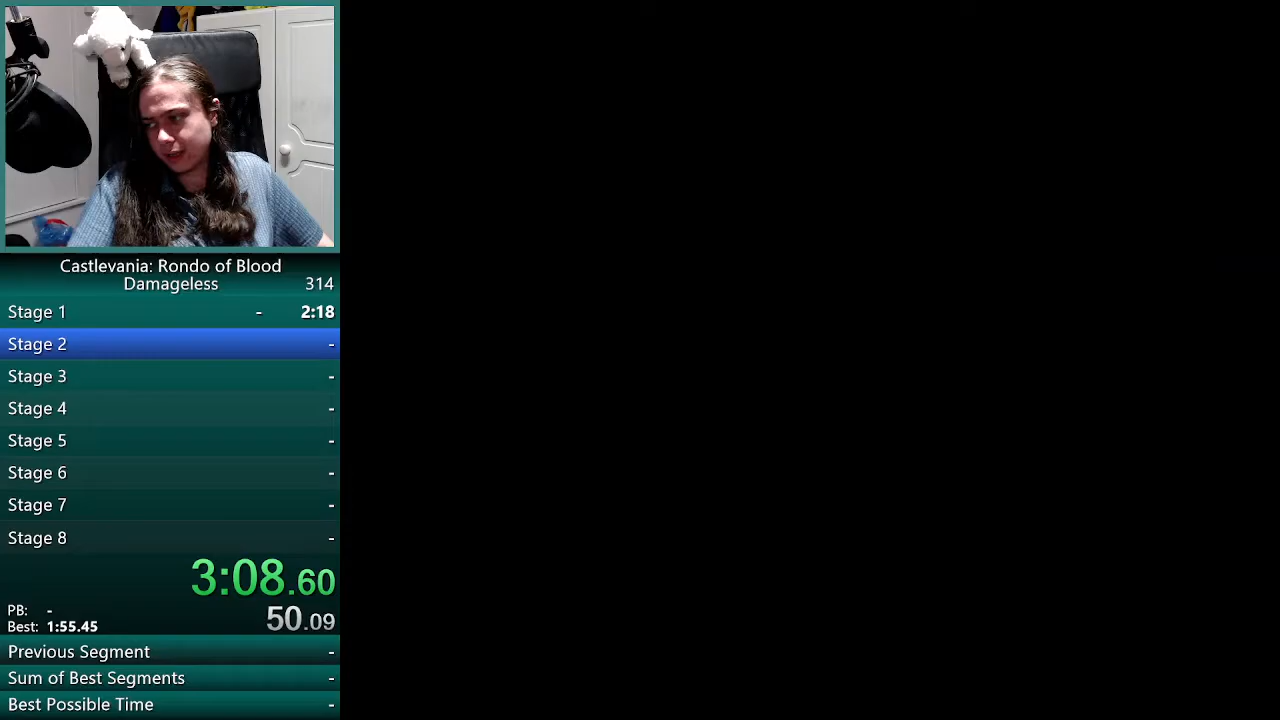 Castlevania: Rondo of Blood
Damageless 314
Stage 1 - 2:18
Stage 2 -
Stage 3 -
Stage 4 -
Stage 5 -
Stage 6 -
Stage 7 -
Stage 8 -
3:08.60
PB: -
50.09
Best: 1:55.45
Previous Segment -
Sum of Best Segments -
Best Possible Time -